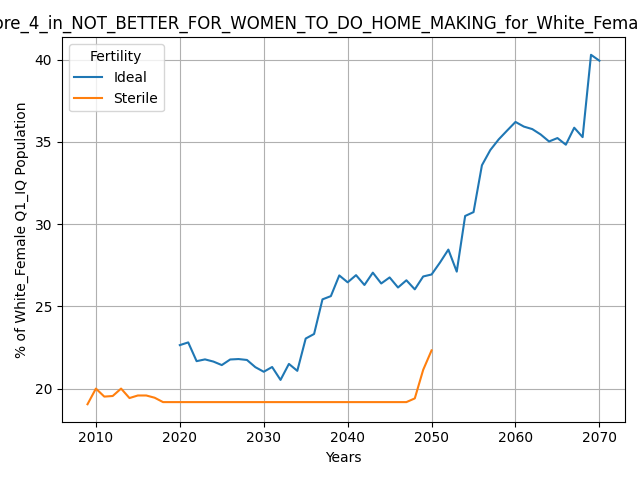 ore_4_in_NOT_BETTER_FOR_WOMEN_TO_DO_HOME_MAKING_for_White_Fema
Fertility
Ideal
Sterile
% of White_Female Q1_IQ Population
40
35
30
25
20
2010 2020 2030 2040 2050 2060 2070
Years